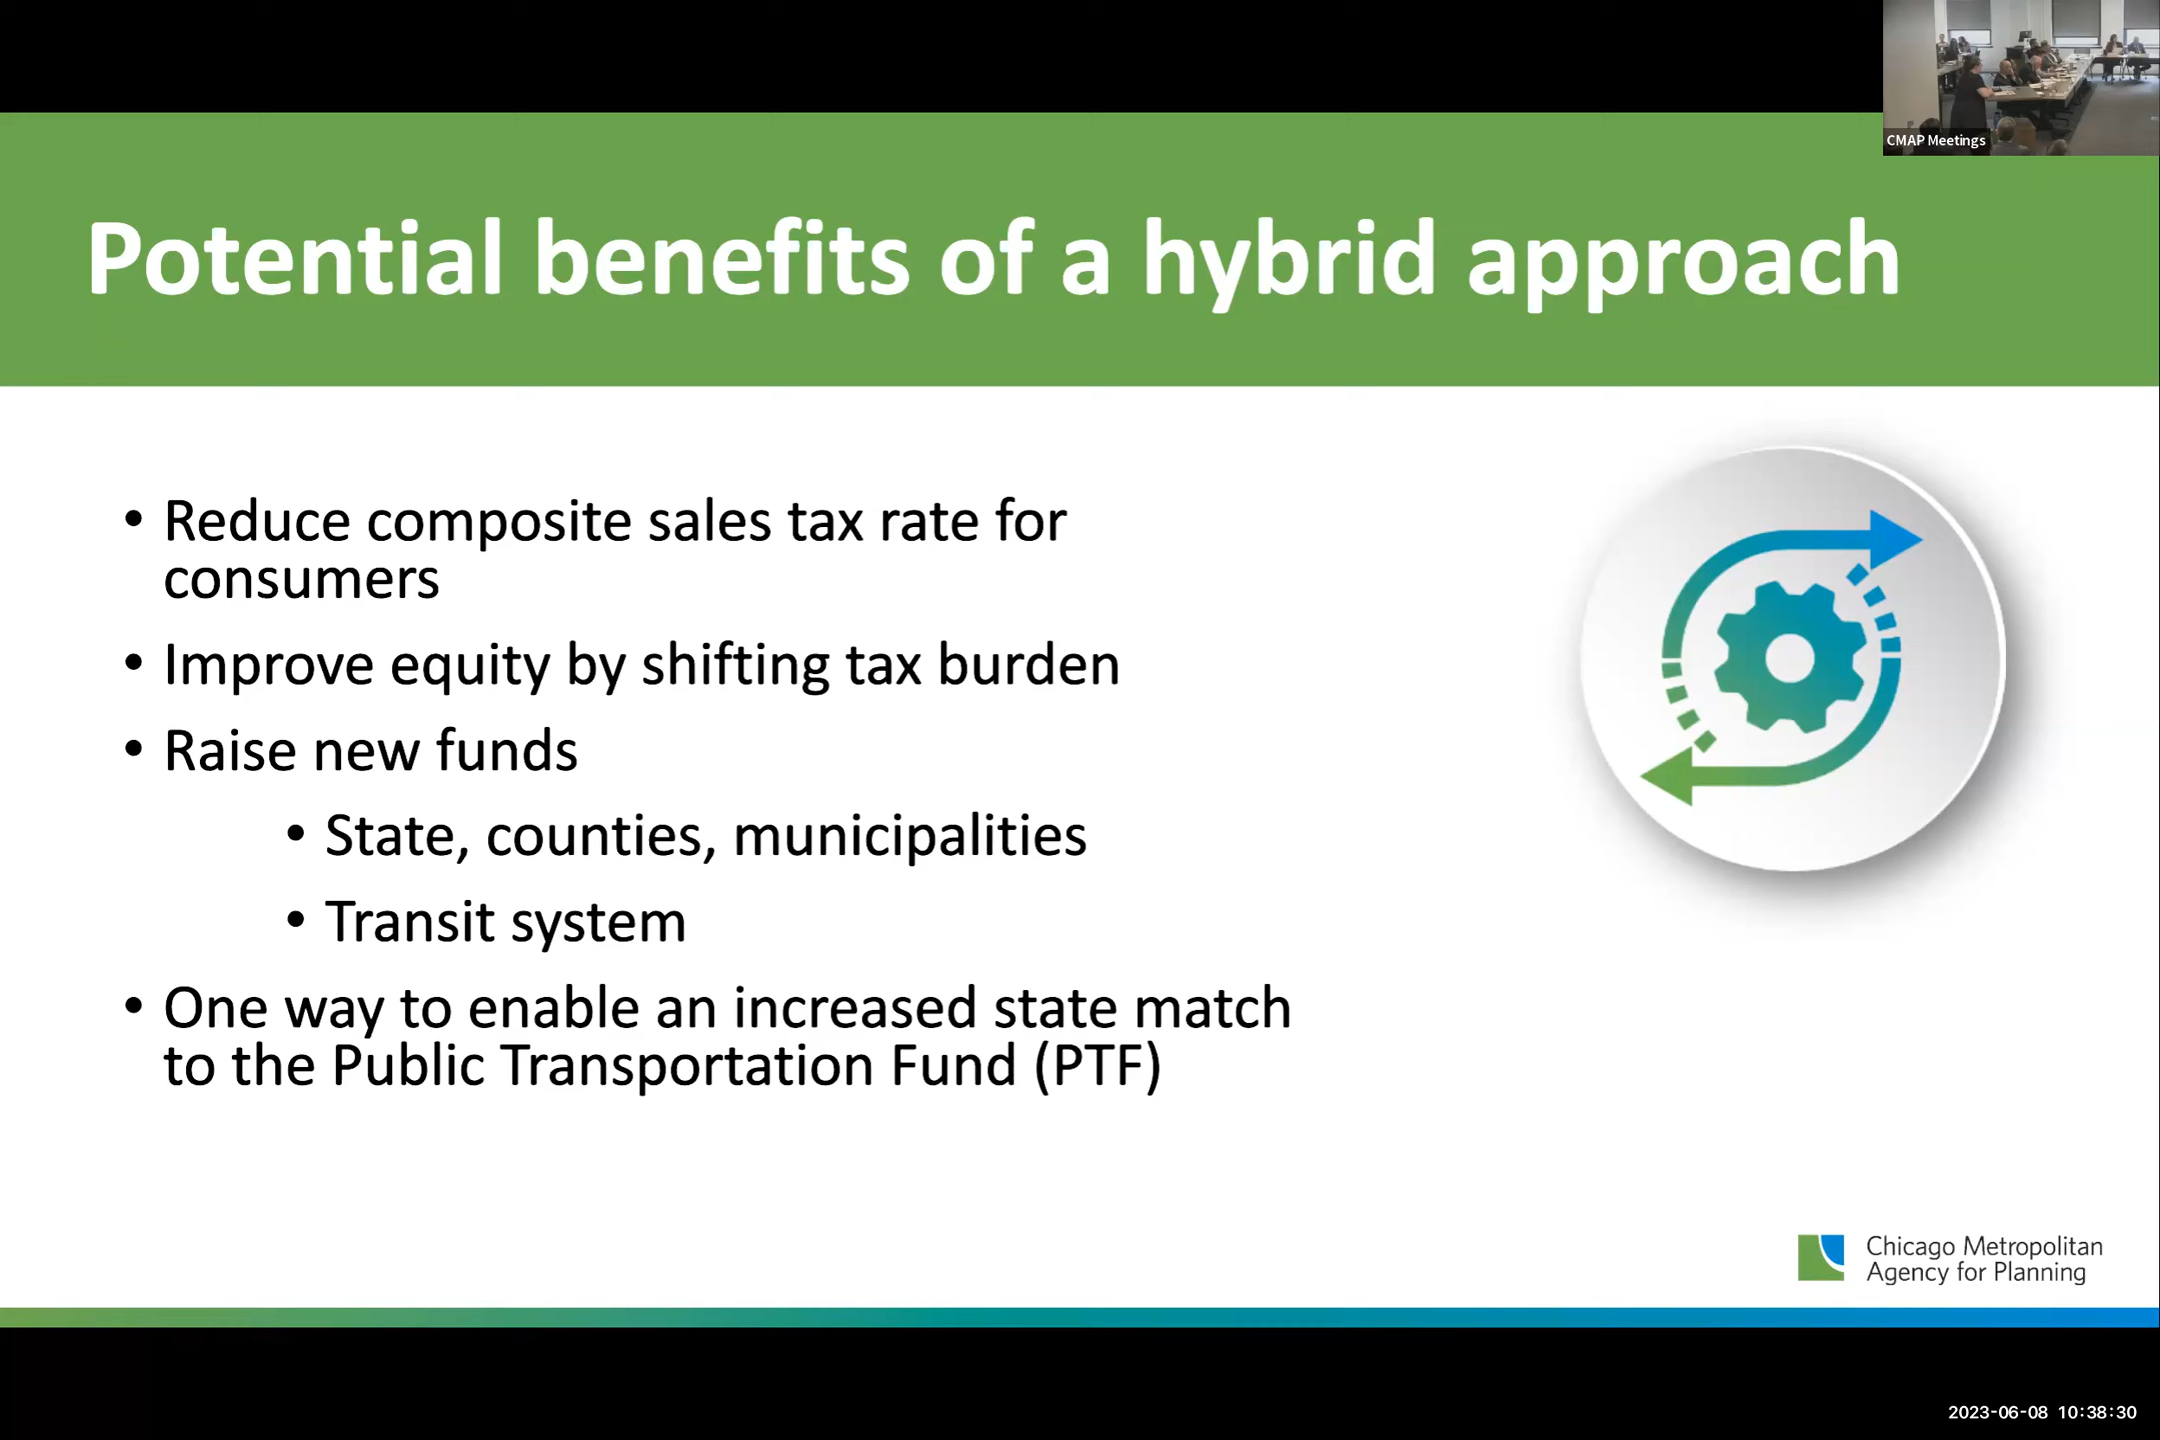 CMAP Meetings
Potential benefits of a hybrid approach
• Reduce composite sales tax rate for
consumers
• Improve equity by shifting tax burden
• Raise new funds
• State, counties, municipalities
• Transit system
• One way to enable an increased state match
to the Public Transportation Fund (PTF)
Chicago Metropolitan
Agency for Planning
2023-06-08 10:38:30